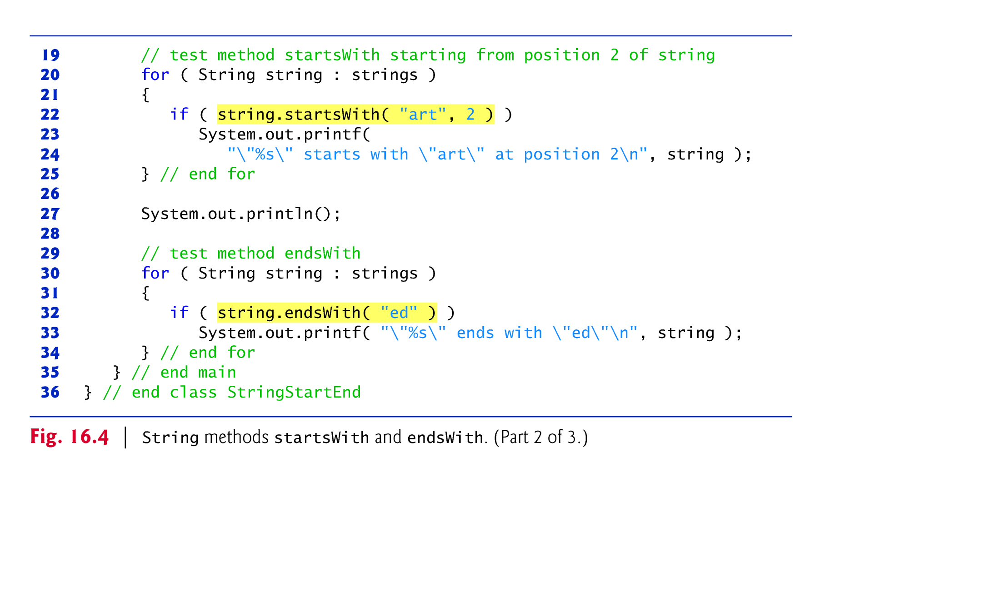 19 // test method startsWith starting from position 2 of string
20 for ( String string : strings )
21 {
22 if ( string.startsWith( "art", 2 ) )
23 System.out.printf(
24 "\"%s\" starts with \"art\" at position 2\n", string );
25 } // end for
26
27 System.out.println();
28
29 // test method endsWith
30 for ( String string : strings )
31 {
32 if ( string.endsWith( "ed" ) )
33 System.out.printf( "\"%s\" ends with \"ed\"\n", string );
34 } // end for
35 } // end main
36 } // end class StringStartEnd
Fig. 16.4 | String methods startsWith and endsWith. (Part 2 of 3.)